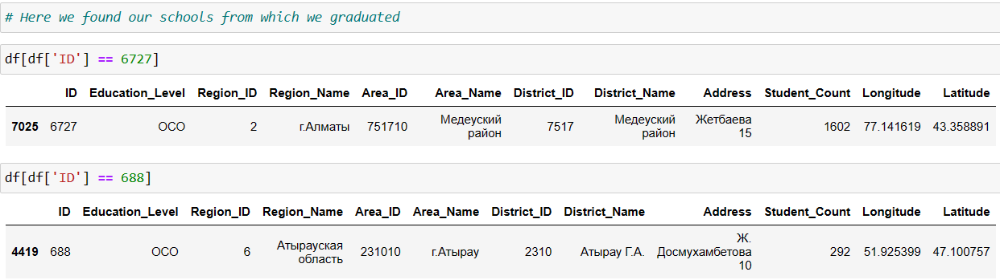 # Here we found our schools from which we graduated
df[df['ID'] == 6727]
ID Education_Level Region_ID Region_Name Area_ID Area_Name District_ID District_Name Address Student_Count Longitude Latitude
7025 6727 ОСО 2 г.Алматы 751710 Медеуский район 7517 Медеуский район Жетбаева 15 1602 77.141619 43.358891
df[df['ID'] == 688]
ID Education_Level Region_ID Region_Name Area_ID Area_Name District_ID District_Name Address Student_Count Longitude Latitude
4419 688 ОСО 6 Атырауская область 231010 г.Атырау 2310 Атырау Г.А. Ж. Досмухамбетова 10 292 51.925399 47.100757